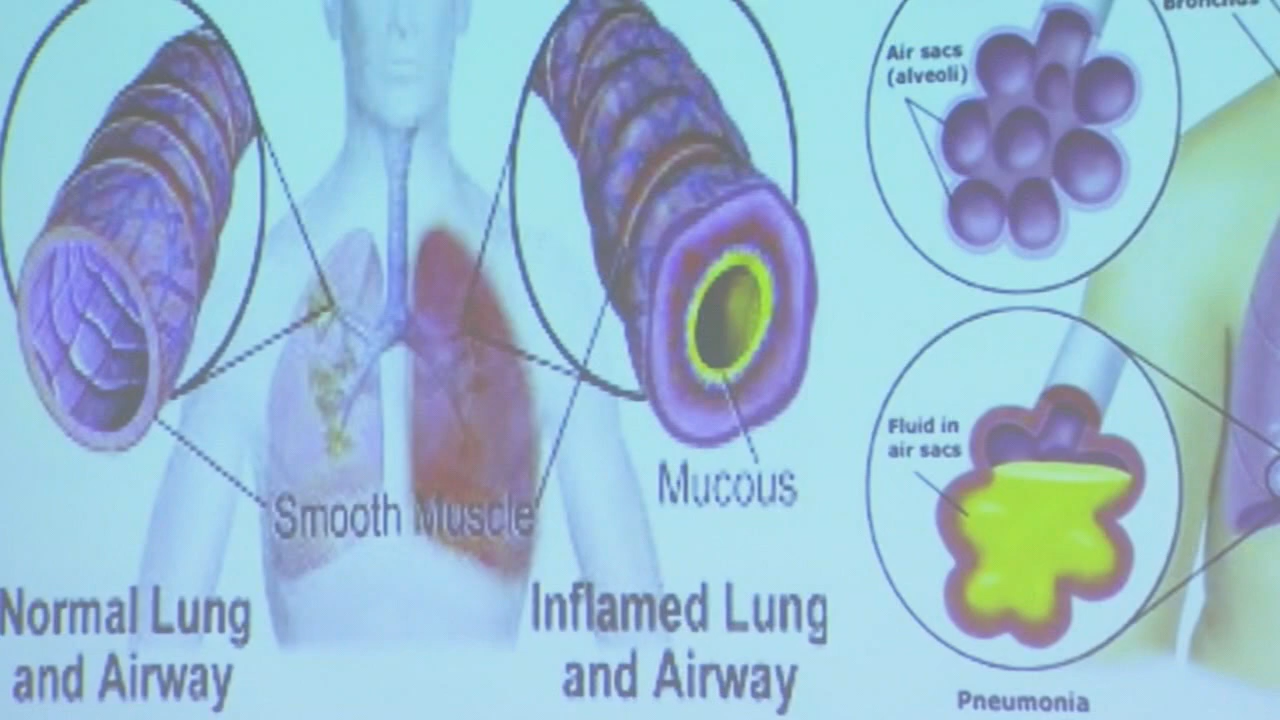 Smooth Muscle
Mucous
Normal Lung
and Airway
Inflamed Lung
and Airway
Air sacs
(alveoli)
Bronchus
Fluid in
air sacs
Pneumonia